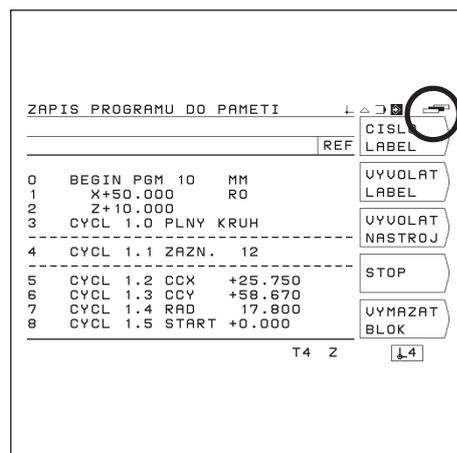 ZAPIS PROGRAMU DO PAMETI
REF
CISLO
LABEL
0 BEGIN PGM 10 MM
1 X+50.000 R0
2 Z+10.000
3 CYCL 1.0 PLNY KRUH
4 CYCL 1.1 ZAZN. 12
5 CYCL 1.2 CCX +25.750
6 CYCL 1.3 CCY +58.670
7 CYCL 1.4 RAD 17.800
8 CYCL 1.5 START +0.000
VYVOLAT
LABEL
VYVOLAT
NASTROJ
STOP
VYMAZAT
BLOK
T4 Z
4